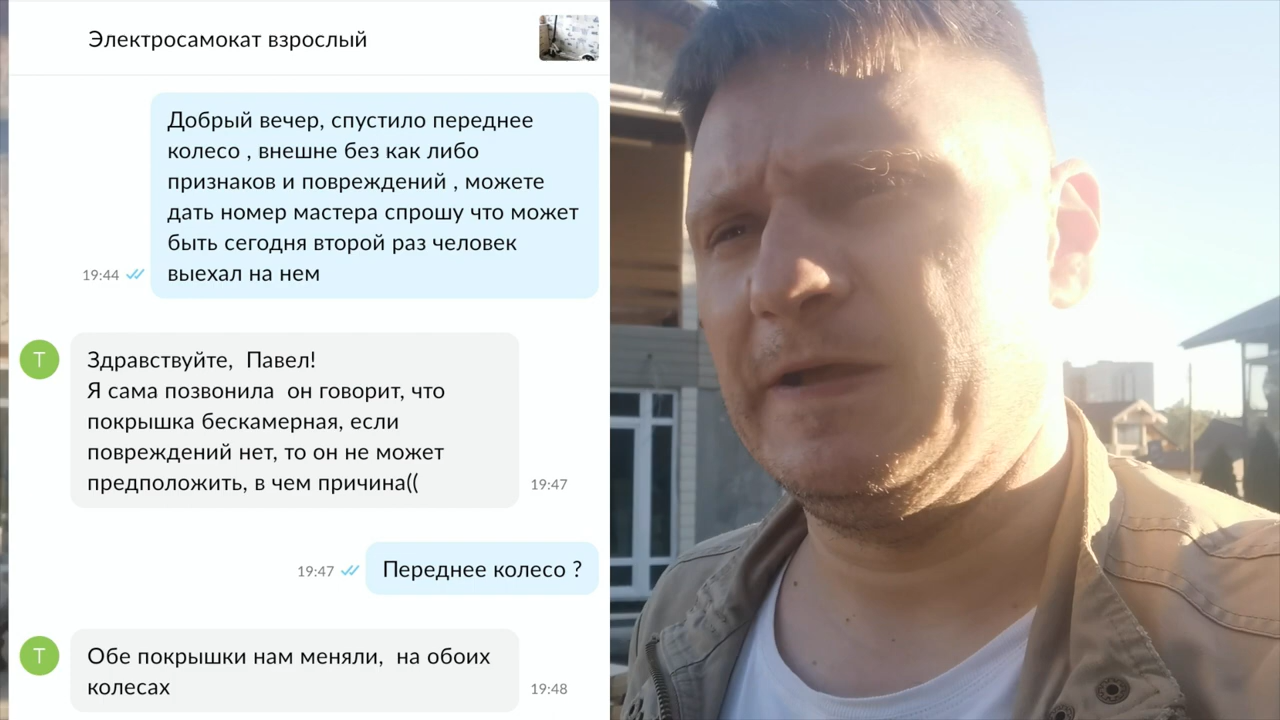 Электросамокат взрослый
Добрый вечер, спустило переднее
колесо , внешне без как либо
признаков и повреждений , можете
дать номер мастера спрошу что может
быть сегодня второй раз человек
выехал на нем
19:44
Т
Здравствуйте,  Павел!
Я сама позвонила  он говорит, что
покрышка бескамерная, если
повреждений нет, то он не может
предположить, в чем причина((
19:47
19:47
Переднее колесо ?
Т
Обе покрышки нам меняли,  на обоих
колесах
19:48